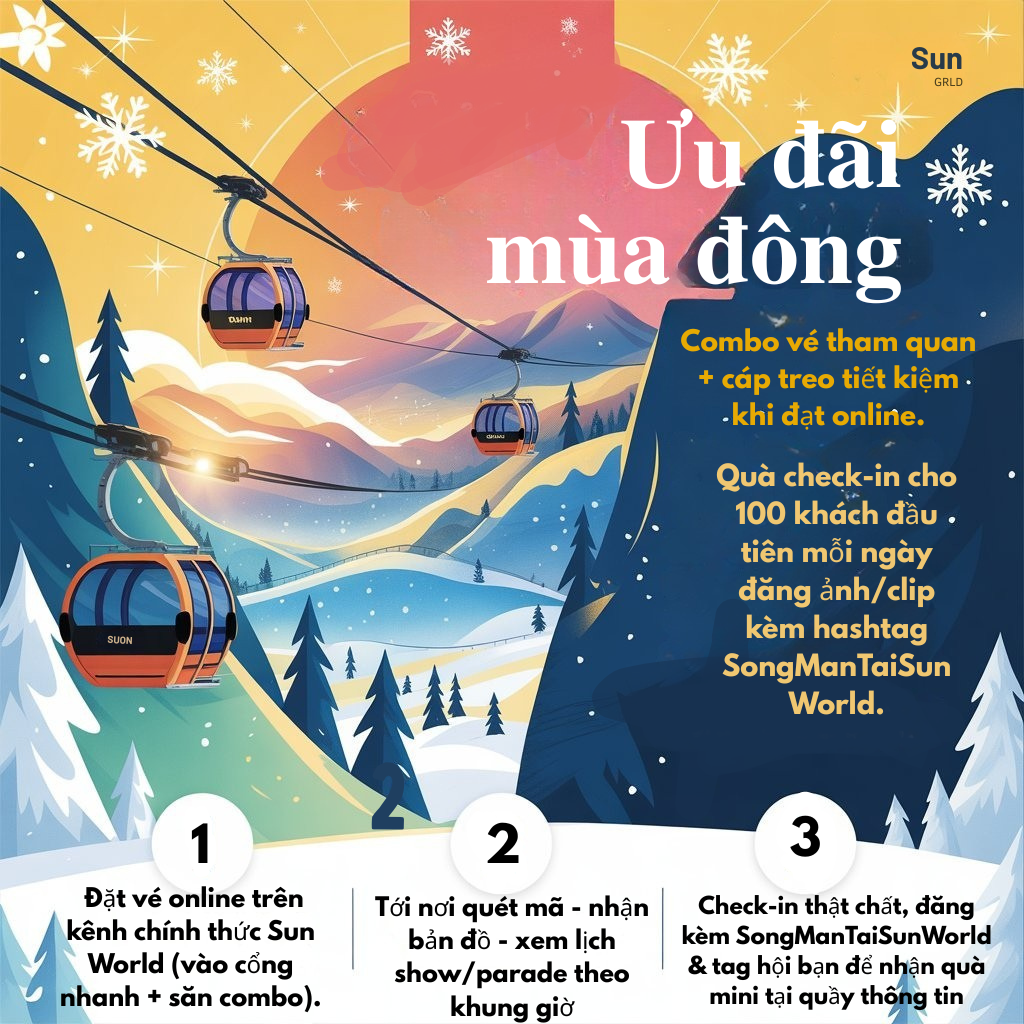 Sun
GRLD
Ưu đãi
mùa đông
Combo vé tham quan
+ cáp treo tiết kiệm
khi đạt online.
Quà check-in cho
100 khách đầu
tiên mỗi ngày
đăng ảnh/clip
kèm hashtag
SongManTaiSun
World.
SUON
2
1
2
3
Đặt vé online trên
kênh chính thức Sun
World (vào cổng
nhanh + săn combo).
Tới nơi quét mã - nhận
bản đồ - xem lịch
show/parade theo
khung giờ
Check-in thật chất, đăng
kèm SongManTaiSunWorld
& tag hội bạn để nhận quà
mini tại quầy thông tin